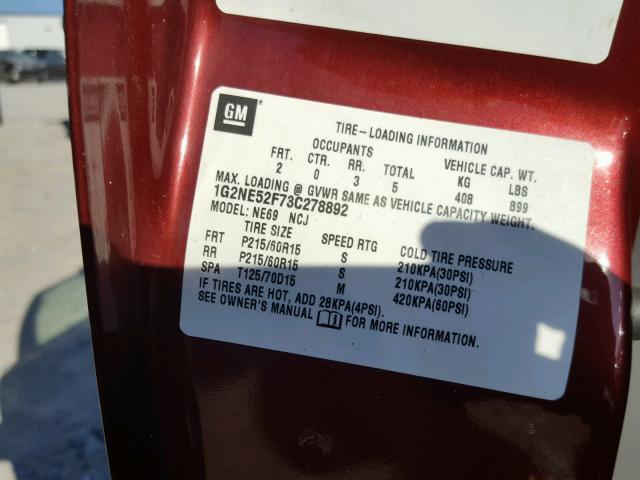 GM
TIRE-LOADING INFORMATION
OCCUPANTS VEHICLE CAP. WT.
FRT. CTR. RR. TOTAL KG LBS
2 0 3 5 408 899
MAX. LOADING @ GVWR SAME AS VEHICLE CAPACITY WEIGHT.
1G2NE52F73C278892
MODEL: NE69 NCJ
TIRE SIZE SPEED RTG COLD TIRE PRESSURE
FRT P215/60R15 S 210KPA(30PSI)
RR P215/60R15 S 210KPA(30PSI)
SPA T125/70D15 M 420KPA(60PSI)
IF TIRES ARE HOT, ADD 28KPA(4PSI)
SEE OWNER'S MANUAL FOR MORE INFORMATION.